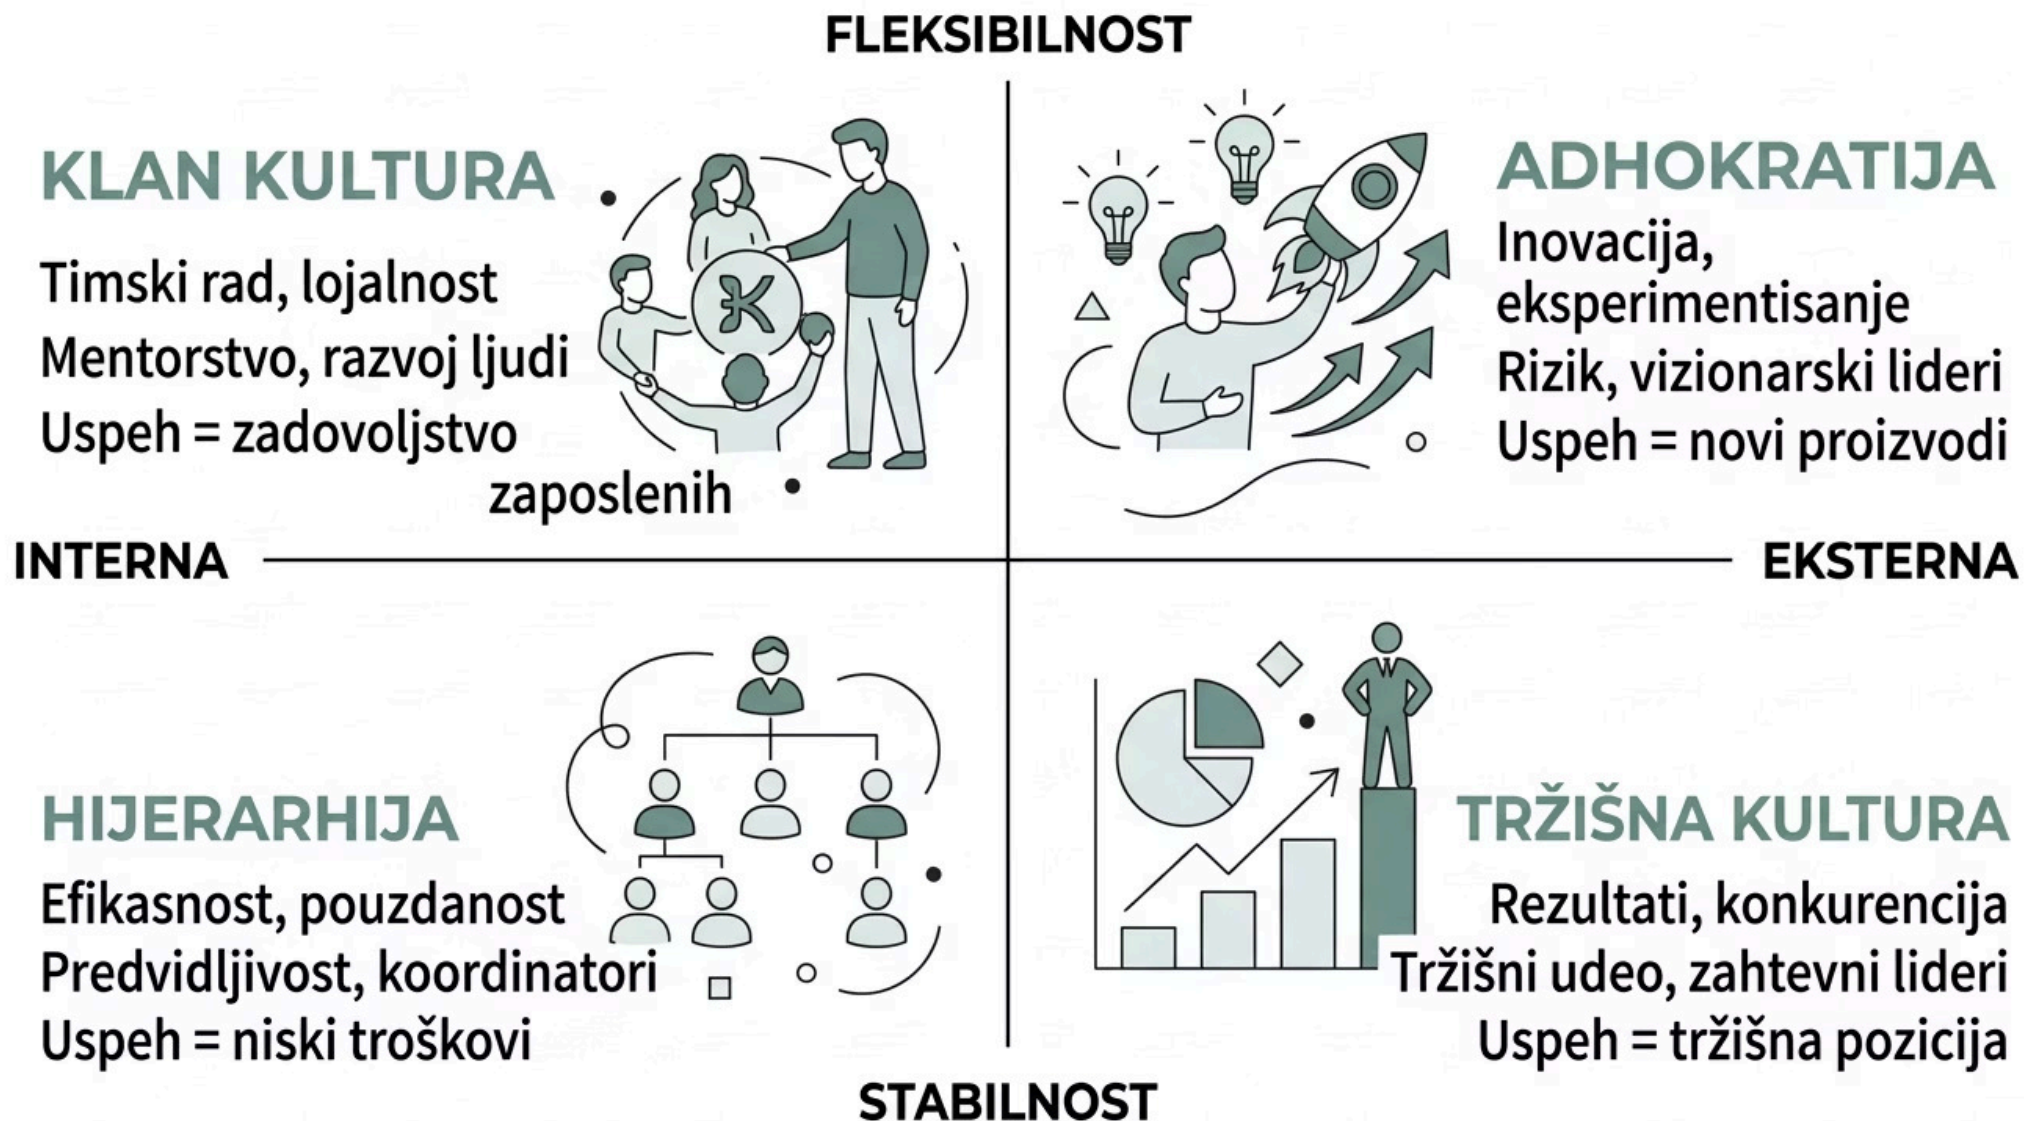 FLEKSIBILNOST
KLAN KULTURA
Timski rad, lojalnost
Mentorstvo, razvoj ljudi
Uspeh = zadovoljstvo
zaposlenih
ADHOKRATIJA
Inovacija,
eksperimentisanje
Rizik, vizionarski lideri
Uspeh = novi proizvodi
INTERNA
EKSTERNA
HIJERARHIJA
Efikasnost, pouzdanost
Predvidljivost, koordinatori
Uspeh = niski troškovi
TRŽIŠNA KULTURA
Rezultati, konkurencija
Tržišni udeo, zahtevni lideri
Uspeh = tržišna pozicija
STABILNOST